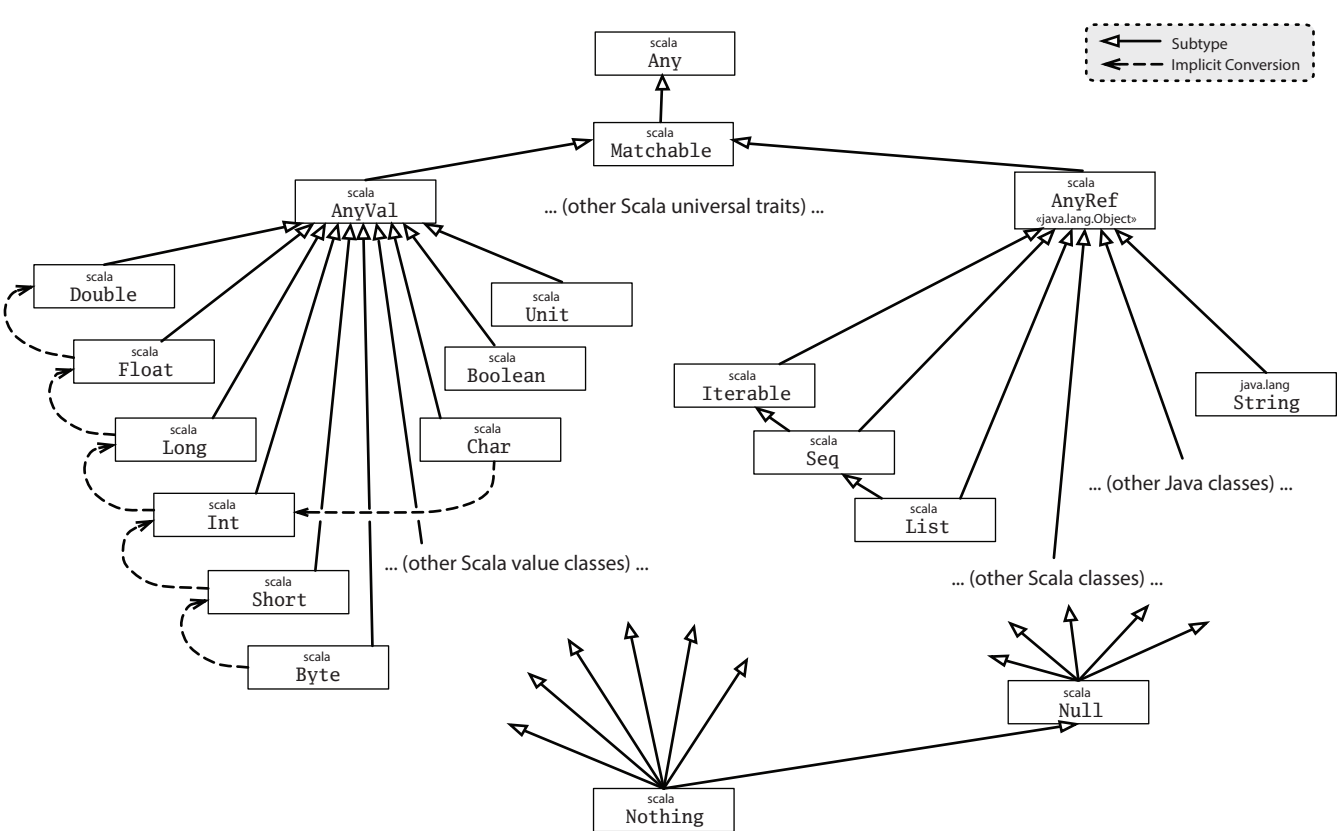 scala
Any
Subtype
Implicit Conversion
scala
Matchable
scala
AnyVal
... (other Scala universal traits) ...
scala
AnyRef
«java.lang.Object»
scala
Double
scala
Unit
scala
Float
scala
Boolean
scala
Iterable
java.lang
String
scala
Long
scala
Char
scala
Seq
... (other Java classes) ...
scala
Int
scala
List
... (other Scala value classes) ...
... (other Scala classes) ...
scala
Short
scala
Byte
scala
Null
scala
Nothing